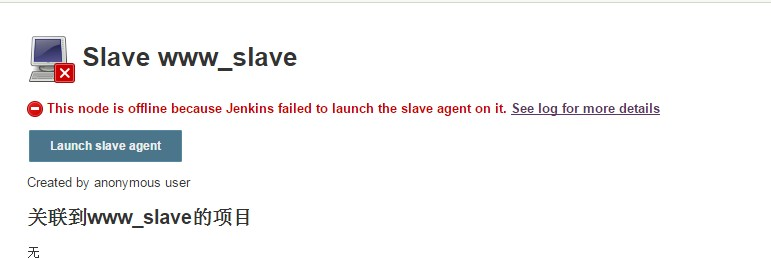 Slave www_slave
This node is offline because Jenkins failed to launch the slave agent on it. See log for more details
Launch slave agent
Created by anonymous user
关联到www_slave的项目
无